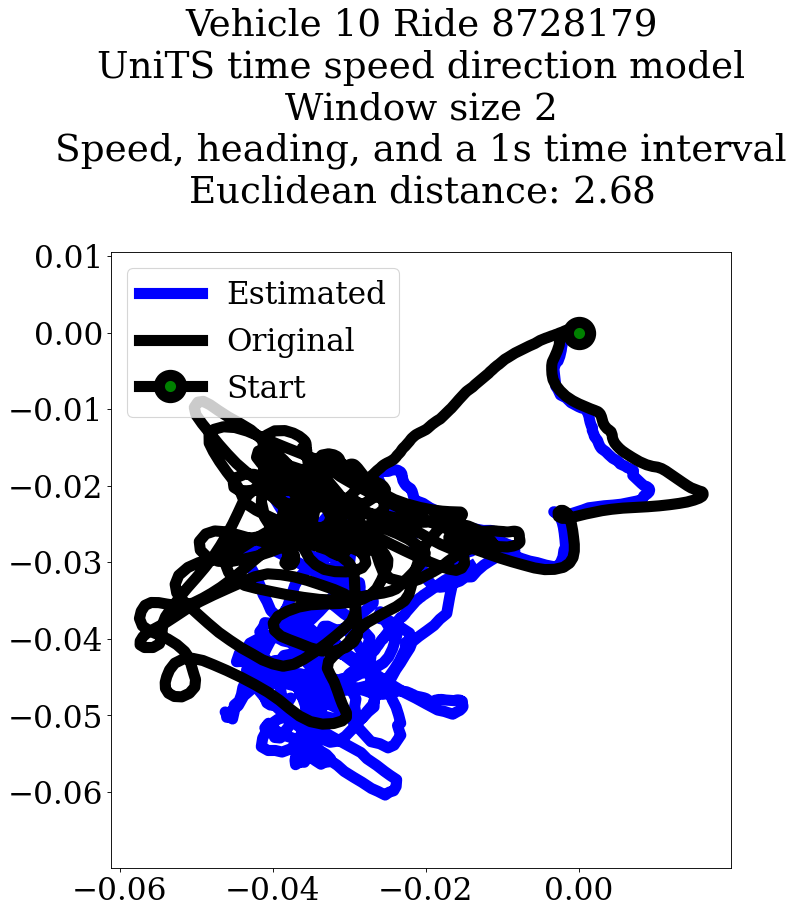 Vehicle 10 Ride 8728179
UniTS time speed direction model
Window size 2
Speed, heading, and a 1s time interval
Euclidean distance: 2.68
0.01
0.00
−0.01
−0.02
−0.03
−0.04
−0.05
−0.06
Estimated
Original
Start
−0.06 −0.04 −0.02 0.00